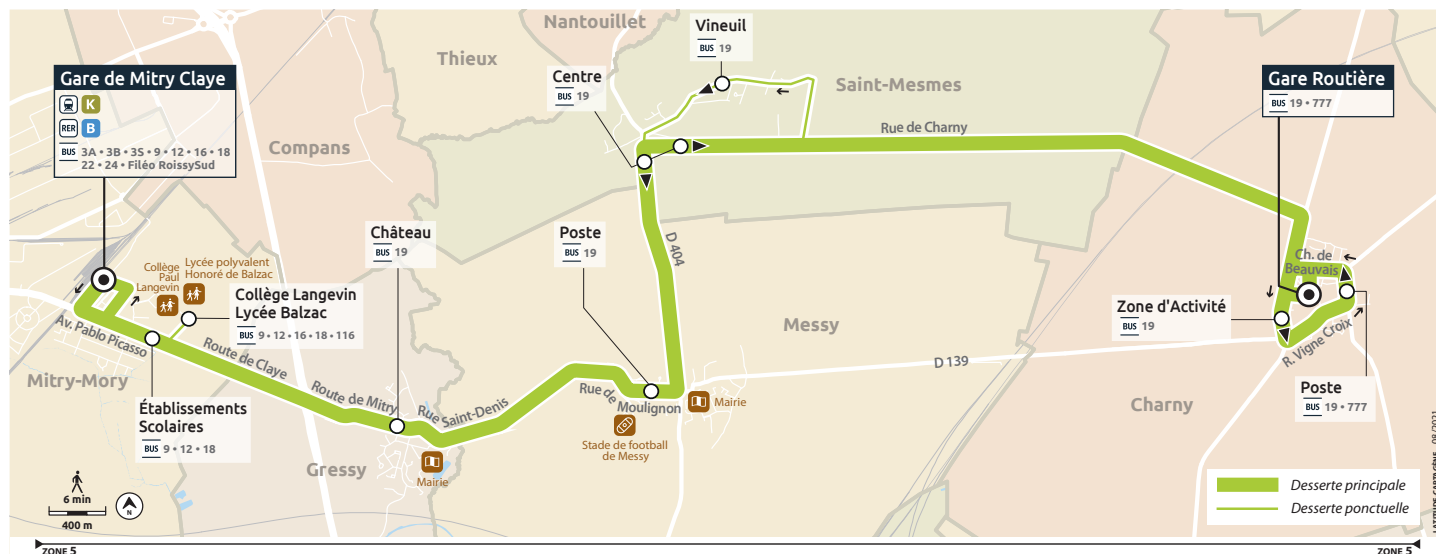 Nantouillet
Vineuil
BUS 19
Thieux
Centre
BUS 19
Saint-Mesmes
Gare de Mitry Claye
K
RER B
BUS 3A • 3B • 3S • 9 • 12 • 16 • 18
22 • 24 • Filéo RoissySud
Gare Routière
BUS 19 • 777
Rue de Charny
Compans
Château
BUS 19
Poste
BUS 19
D 404
Collège
Paul
Langevin
Lycée polyvalent
Honoré de Balzac
Collège Langevin
Lycée Balzac
BUS 9 • 12 • 16 • 18 • 116
Ch. de
Beauvais
Zone d'Activité
BUS 19
Messy
Av. Pablo Picasso
Route de Claye
Route de Mitry
Rue Saint-Denis
Rue de
Moulignon
D 139
R. Vigne Croix
Mitry-Mory
Établissements
Scolaires
BUS 9 • 12 • 18
Mairie
Stade de football
de Messy
Charny
Poste
BUS 19 • 777
Gressy
Mairie
6 min
400 m
N
Desserte principale
Desserte ponctuelle
LATITUDE-CARTAGÈNE - 08/2021
ZONE 5
ZONE 5